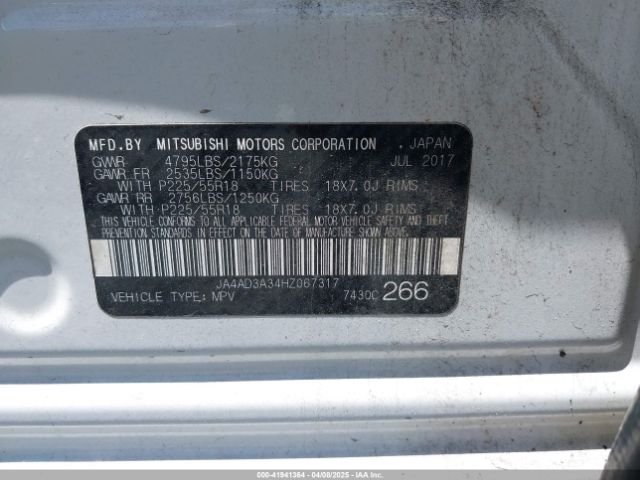 MFD.BY MITSUBISHI MOTORS CORPORATION . JAPAN
GVWR 4795LBS/2175KG JUL 2017
GAWR FR 2535LBS/1150KG
WITH P225/55R18 TIRES 18X7.0J RIMS
GAWR RR 2756LBS/1250KG
WITH P225/55R18 TIRES 18X7.0J RIMS
THIS VEHICLE CONFORMS TO ALL APPLICABLE FEDERAL MOTOR VEHICLE SAFETY AND THEFT
PREVENTION STANDARDS IN EFFECT ON THE DATE OF MANUFACTURE SHOWN ABOVE.
JA4AD3A34HZ067317
VEHICLE TYPE: MPV 7430C 266
000-41941364 - 04/08/2025 - IAAI.COM